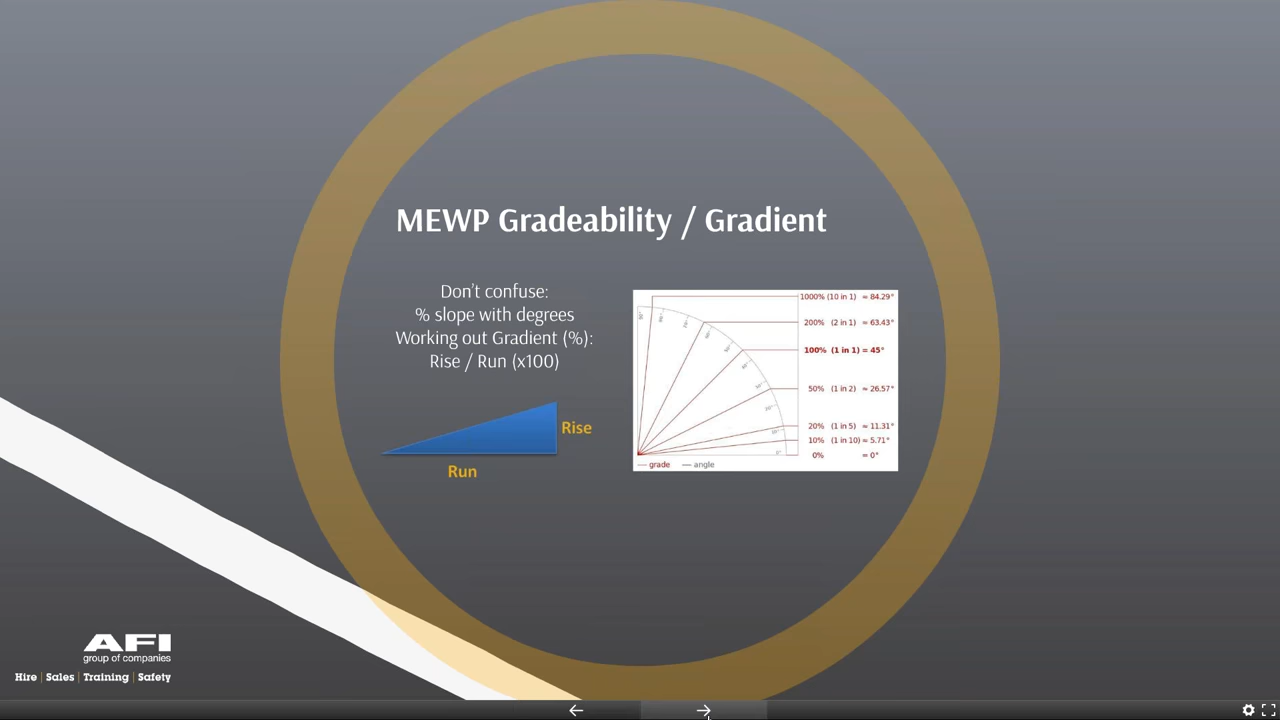 MEWP Gradeability / Gradient
Don't confuse:
% slope with degrees
Working out Gradient (%):
Rise / Run (x100)
Rise
Run
1000% (10 in 1) ≈ 84.29°
200% (2 in 1) ≈ 63.43°
100% (1 in 1) = 45°
50% (1 in 2) ≈ 26.57°
20% (1 in 5) ≈ 11.31°
10% (1 in 10) ≈ 5.71°
0% = 0°
grade angle
AFI
group of companies
Hire | Sales | Training | Safety